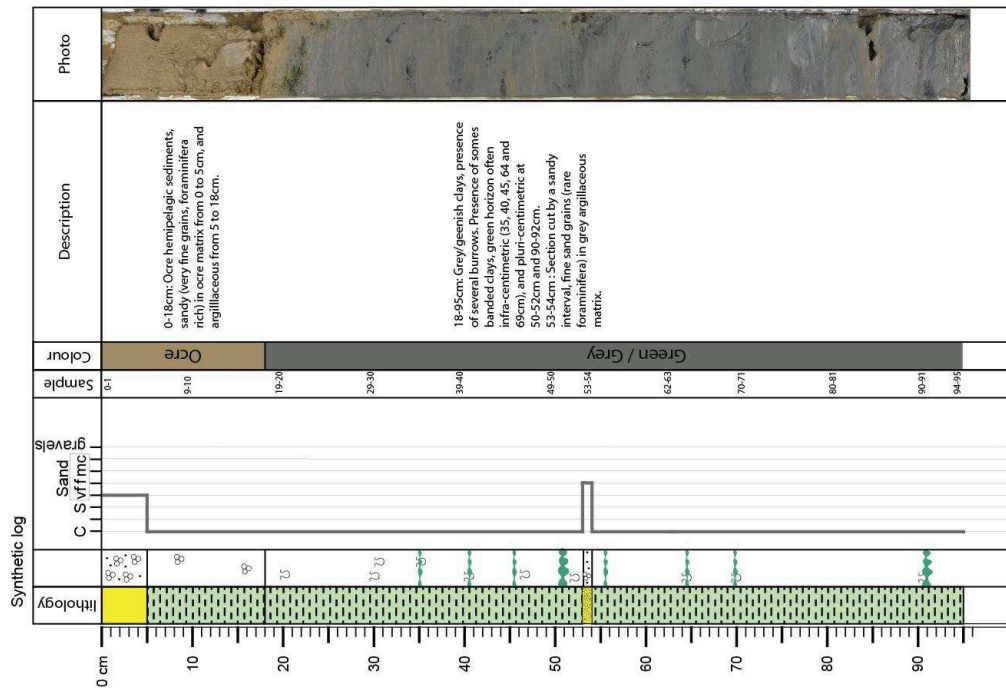 Synthetic log
lithology
C S vf f m c gravels
Sand
Sample
Colour
Description
Photo
0 cm
10
20
30
40
50
60
70
80
90
0-1
9-10
19-20
29-30
39-40
49-50
53-54
62-63
70-71
80-81
90-91
94-95
Ocre
Green / Grey
0-18cm: Ocre hemipelagic sediments,
sandy (very fine grains, foraminifera
rich) in ocre matrix from 0 to 5cm, and
argilllaceous from 5 to 18cm.
18-95cm: Grey/geenish clays, presence
of several burrows. Presence of somes
banded clays, green horizon often
infra-centimetric (35, 40, 45, 64 and
69cm), and pluri-centimetric at
50-52cm and 90-92cm.
53-54cm : Section cut by a sandy
interval, fine sand grains (rare
foraminifera) in grey argillaceous
matrix.